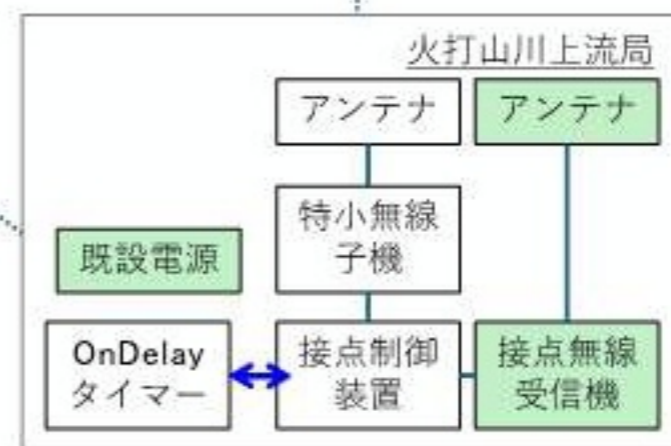 火打山川上流局
アンテナ
アンテナ
特小無線
子機
既設電源
OnDelay
タイマー
接点制御
装置
接点無線
受信機